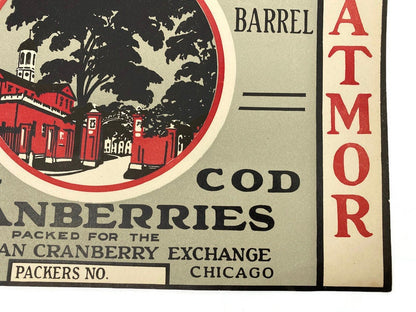 BARREL
COD
ANBERRIES
PACKED FOR THE
AN CRANBERRY EXCHANGE
PACKERS NO.
CHICAGO
ATMOR